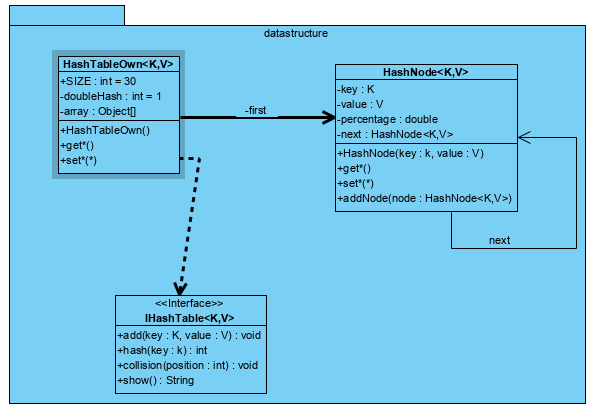 datastructure
HashTableOwn<K,V>
+SIZE : int = 30
-doubleHash : int = 1
-array : Object[]
+HashTableOwn()
+get*()
+set*(*)
-first
HashNode<K,V>
-key : K
-value : V
-percentage : double
-next : HashNode<K,V>
+HashNode(key : k, value : V)
+get*()
+set*(*)
+addNode(node : HashNode<K,V>)
next
<<Interface>>
IHashTable<K,V>
+add(key : K, value : V) : void
+hash(key : k) : int
+collision(position : int) : void
+show() : String